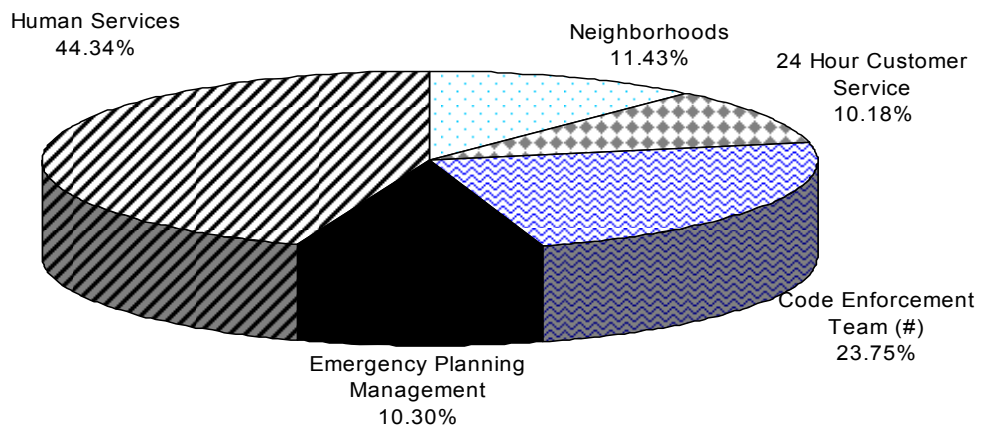 Human Services
44.34%
Neighborhoods
11.43%
24 Hour Customer
Service
10.18%
Code Enforcement
Team (#)
23.75%
Emergency Planning
Management
10.30%